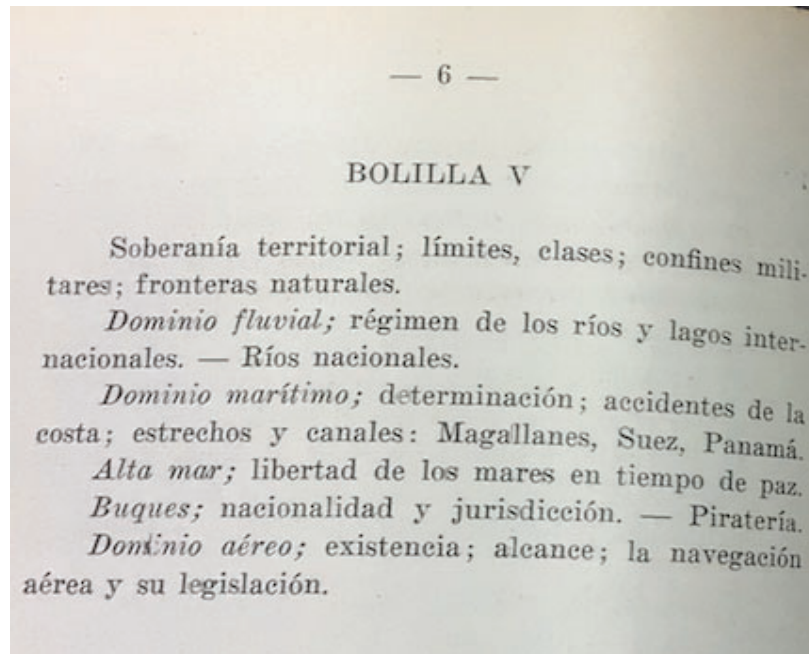 — 6 —
BOLILLA V
Soberanía territorial; límites, clases; confines mili-
tares; fronteras naturales.
Dominio fluvial; régimen de los ríos y lagos inter-
nacionales. — Ríos nacionales.
Dominio marítimo; determinación; accidentes de la
costa; estrechos y canales: Magallanes, Suez, Panamá.
Alta mar; libertad de los mares en tiempo de paz.
Buques; nacionalidad y jurisdicción. — Piratería.
Dominio aéreo; existencia; alcance; la navegación
aérea y su legislación.